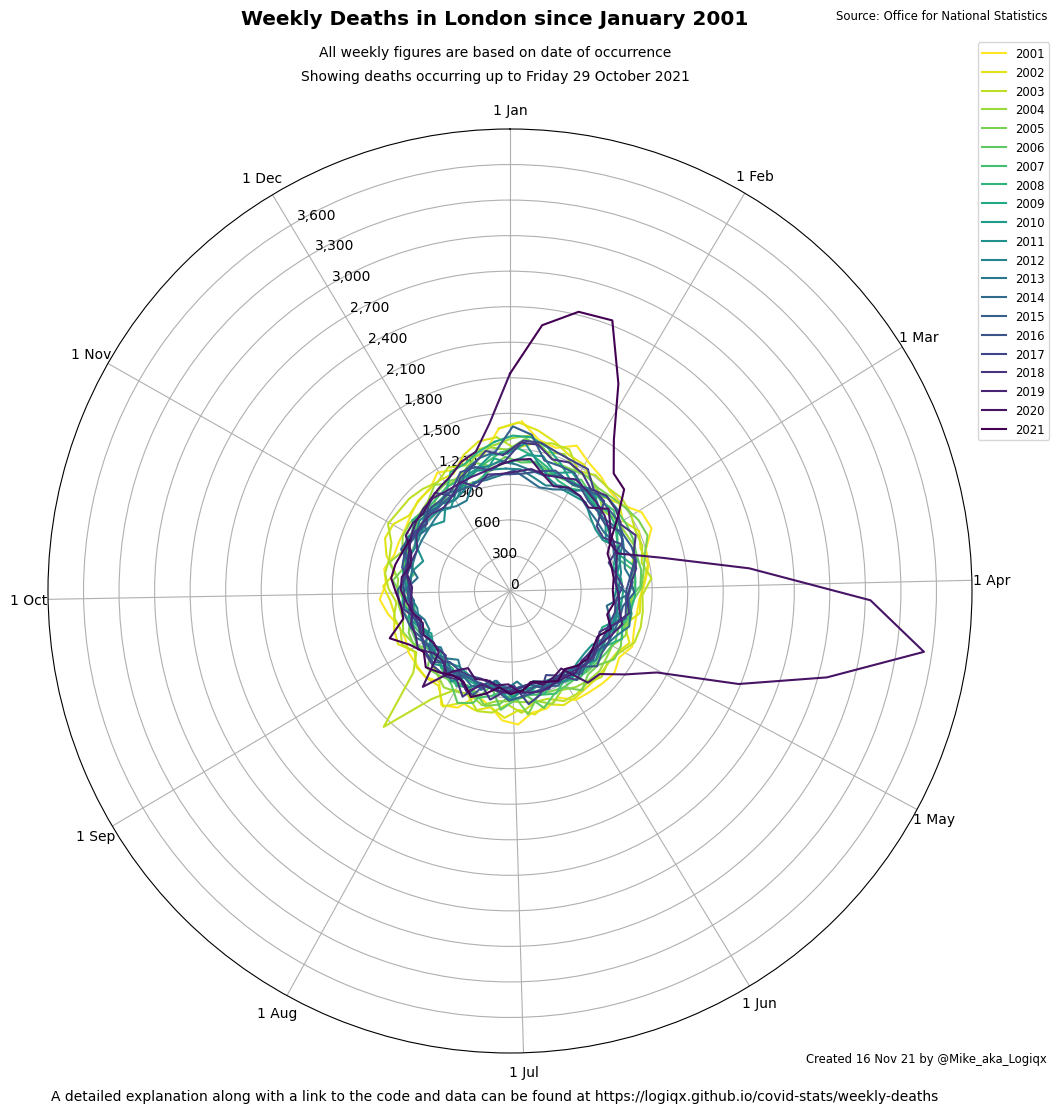 Weekly Deaths in London since January 2001
Source: Office for National Statistics
All weekly figures are based on date of occurrence
Showing deaths occurring up to Friday 29 October 2021
2001
2002
2003
2004
2005
2006
2007
2008
2009
2010
2011
2012
2013
2014
2015
2016
2017
2018
2019
2020
2021
1 Jan
1 Feb
1 Mar
1 Apr
1 May
1 Jun
1 Jul
1 Aug
1 Sep
1 Oct
1 Nov
1 Dec
3,600
3,300
3,000
2,700
2,400
2,100
1,800
1,500
1,200
900
600
300
0
Created 16 Nov 21 by @Mike_aka_Logiqx
A detailed explanation along with a link to the code and data can be found at https://logiqx.github.io/covid-stats/weekly-deaths